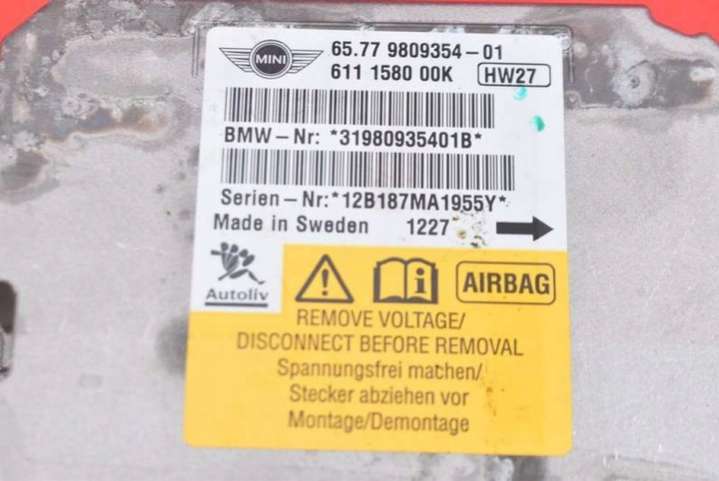 MINI
65.77 9809354-01
611 1580 00K HW27
BMW-Nr: *31980935401B*
Serien-Nr:*12B187MA1955Y*
Made in Sweden 1227
Autoliv
AIRBAG
REMOVE VOLTAGE/
DISCONNECT BEFORE REMOVAL
Spannungsfrei machen/
Stecker abziehen vor
Montage/Demontage